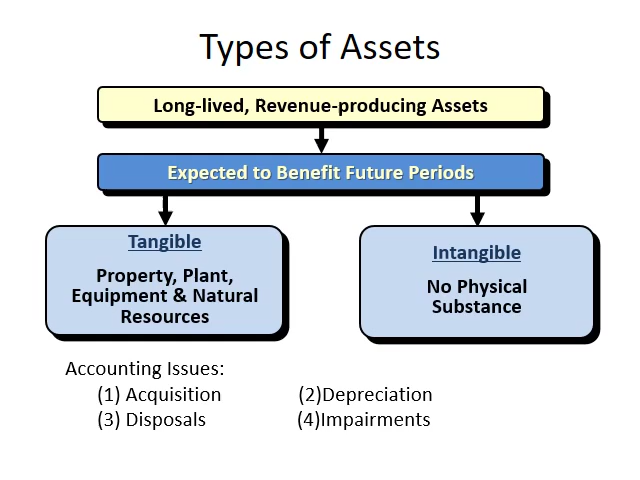 Types of Assets
Long-lived, Revenue-producing Assets
Expected to Benefit Future Periods
Tangible
Property, Plant,
Equipment & Natural
Resources
Intangible
No Physical
Substance
Accounting Issues:
(1) Acquisition (2)Depreciation
(3) Disposals (4)Impairments